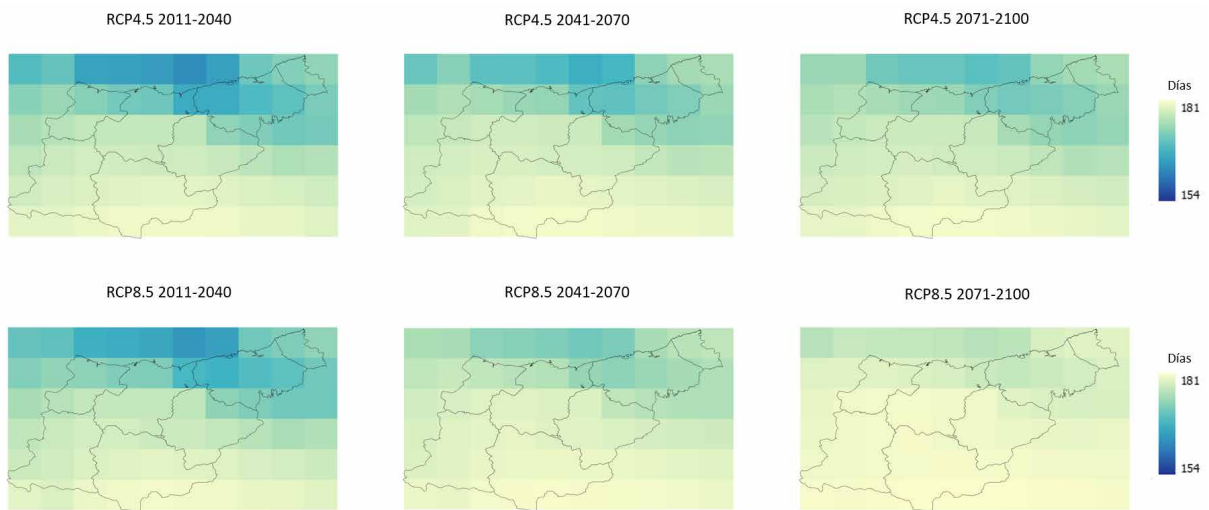 RCP4.5 2011-2040
RCP4.5 2041-2070
RCP4.5 2071-2100
Días
181
154
RCP8.5 2011-2040
RCP8.5 2041-2070
RCP8.5 2071-2100
Días
181
154